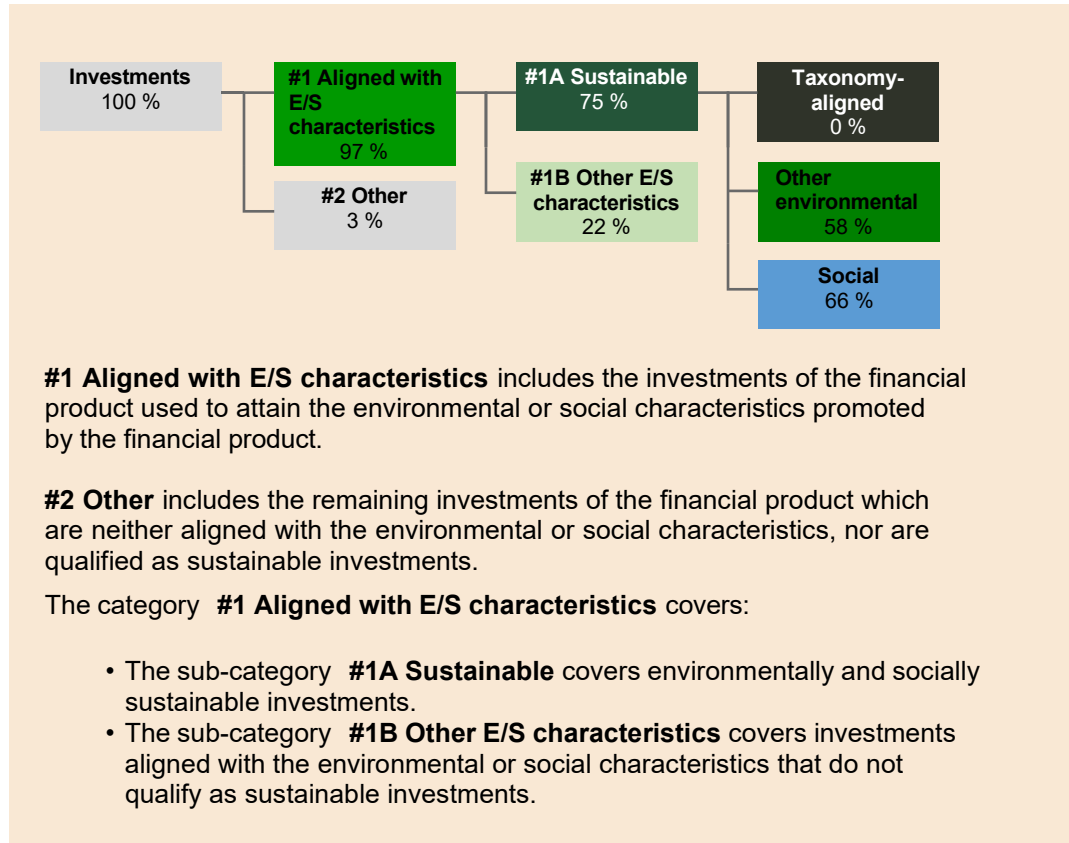 Investments
100 %
#1 Aligned with
E/S
characteristics
97 %
#2 Other
3 %
#1A Sustainable
75 %
#1B Other E/S
characteristics
22 %
Taxonomy-
aligned
0 %
Other
environmental
58 %
Social
66 %
#1 Aligned with E/S characteristics includes the investments of the financial
product used to attain the environmental or social characteristics promoted
by the financial product.
#2 Other includes the remaining investments of the financial product which
are neither aligned with the environmental or social characteristics, nor are
qualified as sustainable investments.
The category #1 Aligned with E/S characteristics covers:
• The sub-category #1A Sustainable covers environmentally and socially
sustainable investments.
• The sub-category #1B Other E/S characteristics covers investments
aligned with the environmental or social characteristics that do not
qualify as sustainable investments.